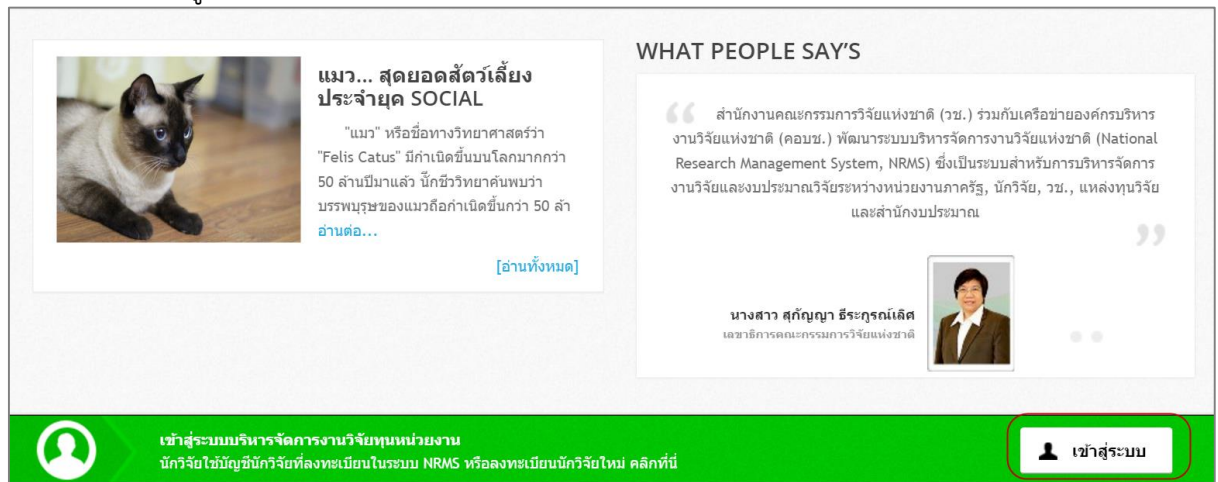 แมว... สุดยอดสัตว์เลี้ยง
ประจำยุค SOCIAL
"แมว" หรือชื่อทางวิทยาศาสตร์ว่า
"Felis Catus" มีกำเนิดขึ้นบนโลกมากกว่า
50 ล้านปีมาแล้ว นักชีววิทยาค้นพบว่า
บรรพบุรุษของแมวถือกำเนิดขึ้นกว่า 50 ล้า
อ่านต่อ...
[อ่านทั้งหมด]
WHAT PEOPLE SAY'S
สำนักงานคณะกรรมการวิจัยแห่งชาติ (วช.) ร่วมกับเครือข่ายองค์กรบริหาร
งานวิจัยแห่งชาติ (คอบช.) พัฒนาระบบบริหารจัดการงานวิจัยแห่งชาติ (National
Research Management System, NRMS) ซึ่งเป็นระบบสำหรับการบริหารจัดการ
งานวิจัยและงบประมาณวิจัยระหว่างหน่วยงานภาครัฐ, นักวิจัย, วช., แหล่งทุนวิจัย
และสำนักงบประมาณ
นางสาว สุกัญญา ธีระกูรณ์เลิศ
เลขาธิการคณะกรรมการวิจัยแห่งชาติ
เข้าสู่ระบบบริหารจัดการงานวิจัยทุนหน่วยงาน
นักวิจัยใช้บัญชีนักวิจัยที่ลงทะเบียนในระบบ NRMS หรือลงทะเบียนนักวิจัยใหม่ คลิกที่นี่
เข้าสู่ระบบ